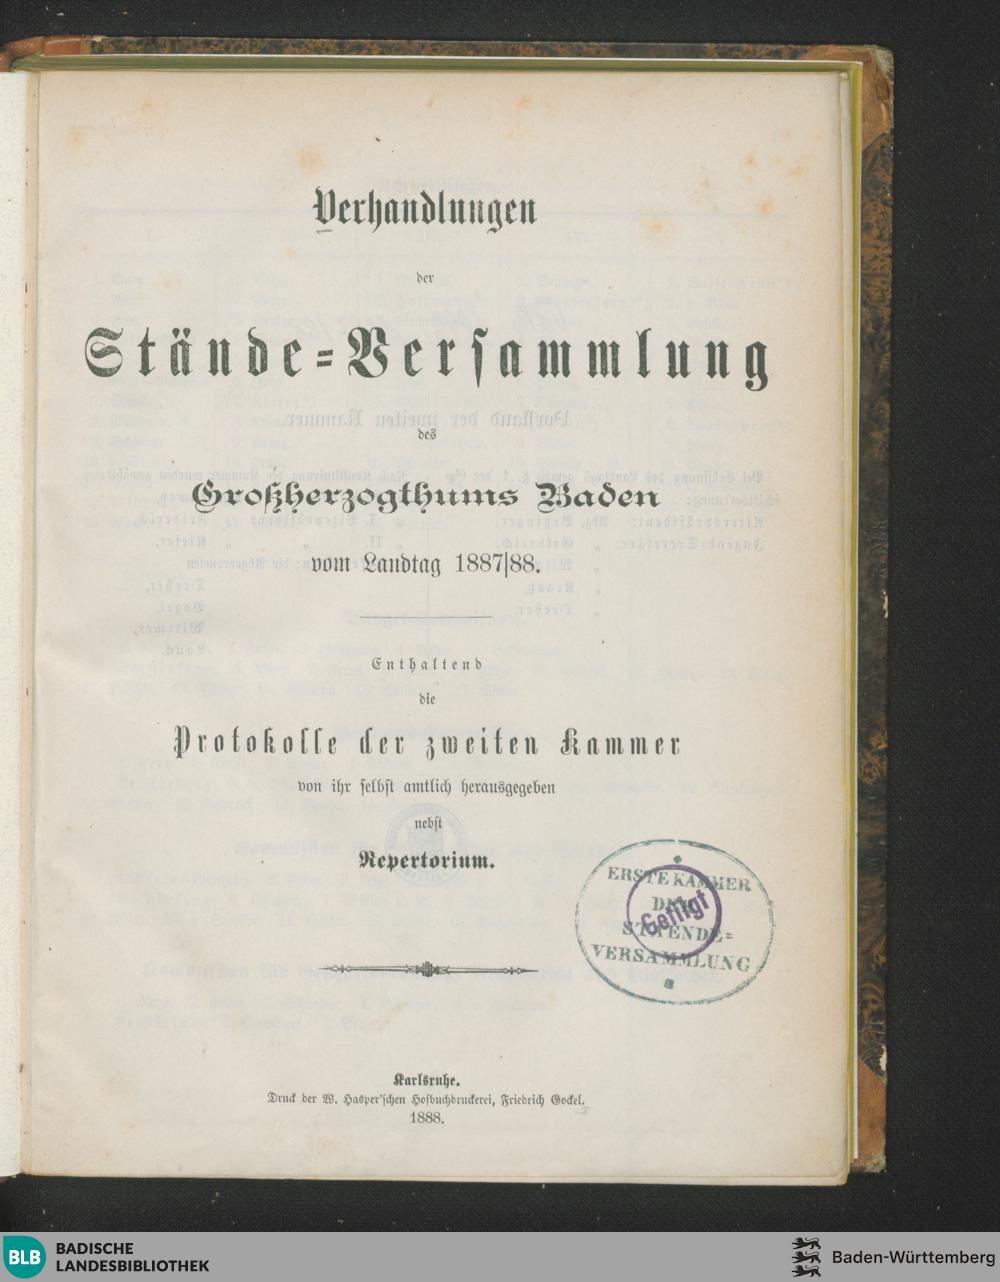 Verhandlungen
der
Stände=Versammlung
des
Großherzogthums Baden
vom Landtag 1887/88.
Enthaltend
die
Protokolle der zweiten Kammer
von ihr selbst amtlich herausgegeben
nebst
Repertorium.
ERSTE KAMMER
DER
STAENDE=
VERSAMMLUNG
Getilgt
Karlsruhe.
Druck der W. Hasper'schen Hofbuchdruckerei, Friedrich Gockel.
1888.
BLB
BADISCHE
LANDESBIBLIOTHEK
Baden-Württemberg